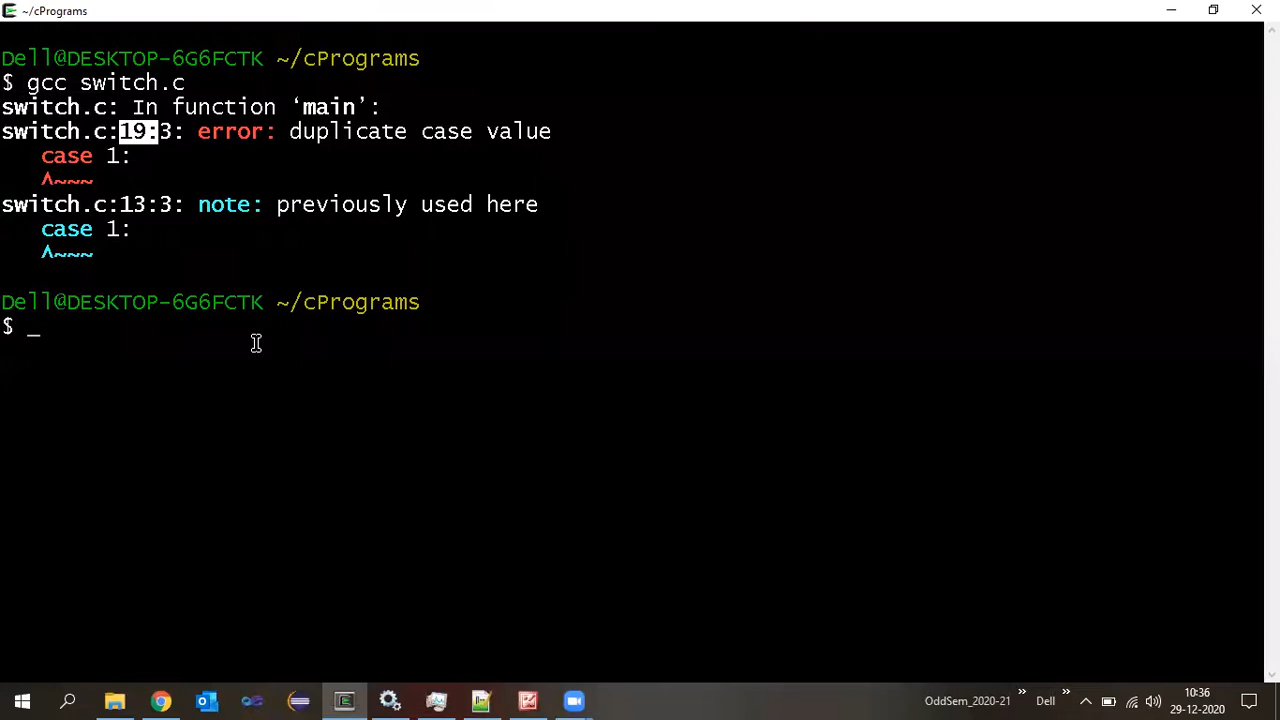 ~/cPrograms
Dell@DESKTOP-6G6FCTK ~/cPrograms
$ gcc switch.c
switch.c: In function ‘main’:
switch.c:19:3: error: duplicate case value
case 1:
^~~~
switch.c:13:3: note: previously used here
case 1:
^~~~
Dell@DESKTOP-6G6FCTK ~/cPrograms
$ _
OddSem_2020-21 » Dell »
10:36
29-12-2020